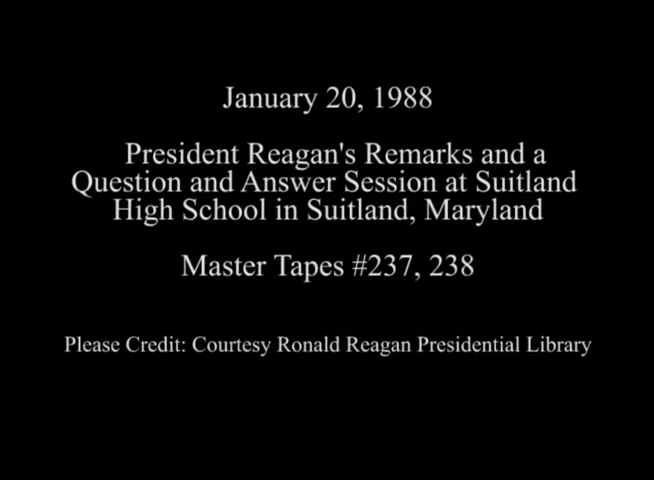 January 20, 1988
President Reagan's Remarks and a
Question and Answer Session at Suitland
High School in Suitland, Maryland
Master Tapes #237, 238
Please Credit: Courtesy Ronald Reagan Presidential Library